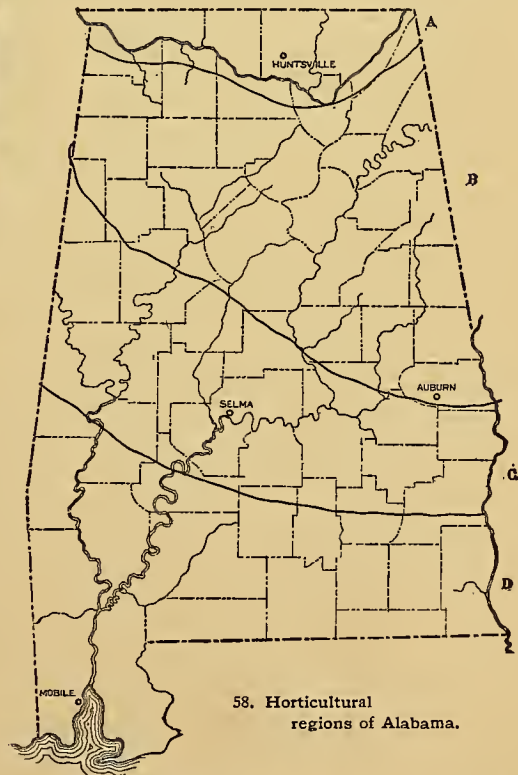 A
HUNTSVILLE
B
AUBURN
SELMA
C
D
MOBILE
58. Horticultural
regions of Alabama.